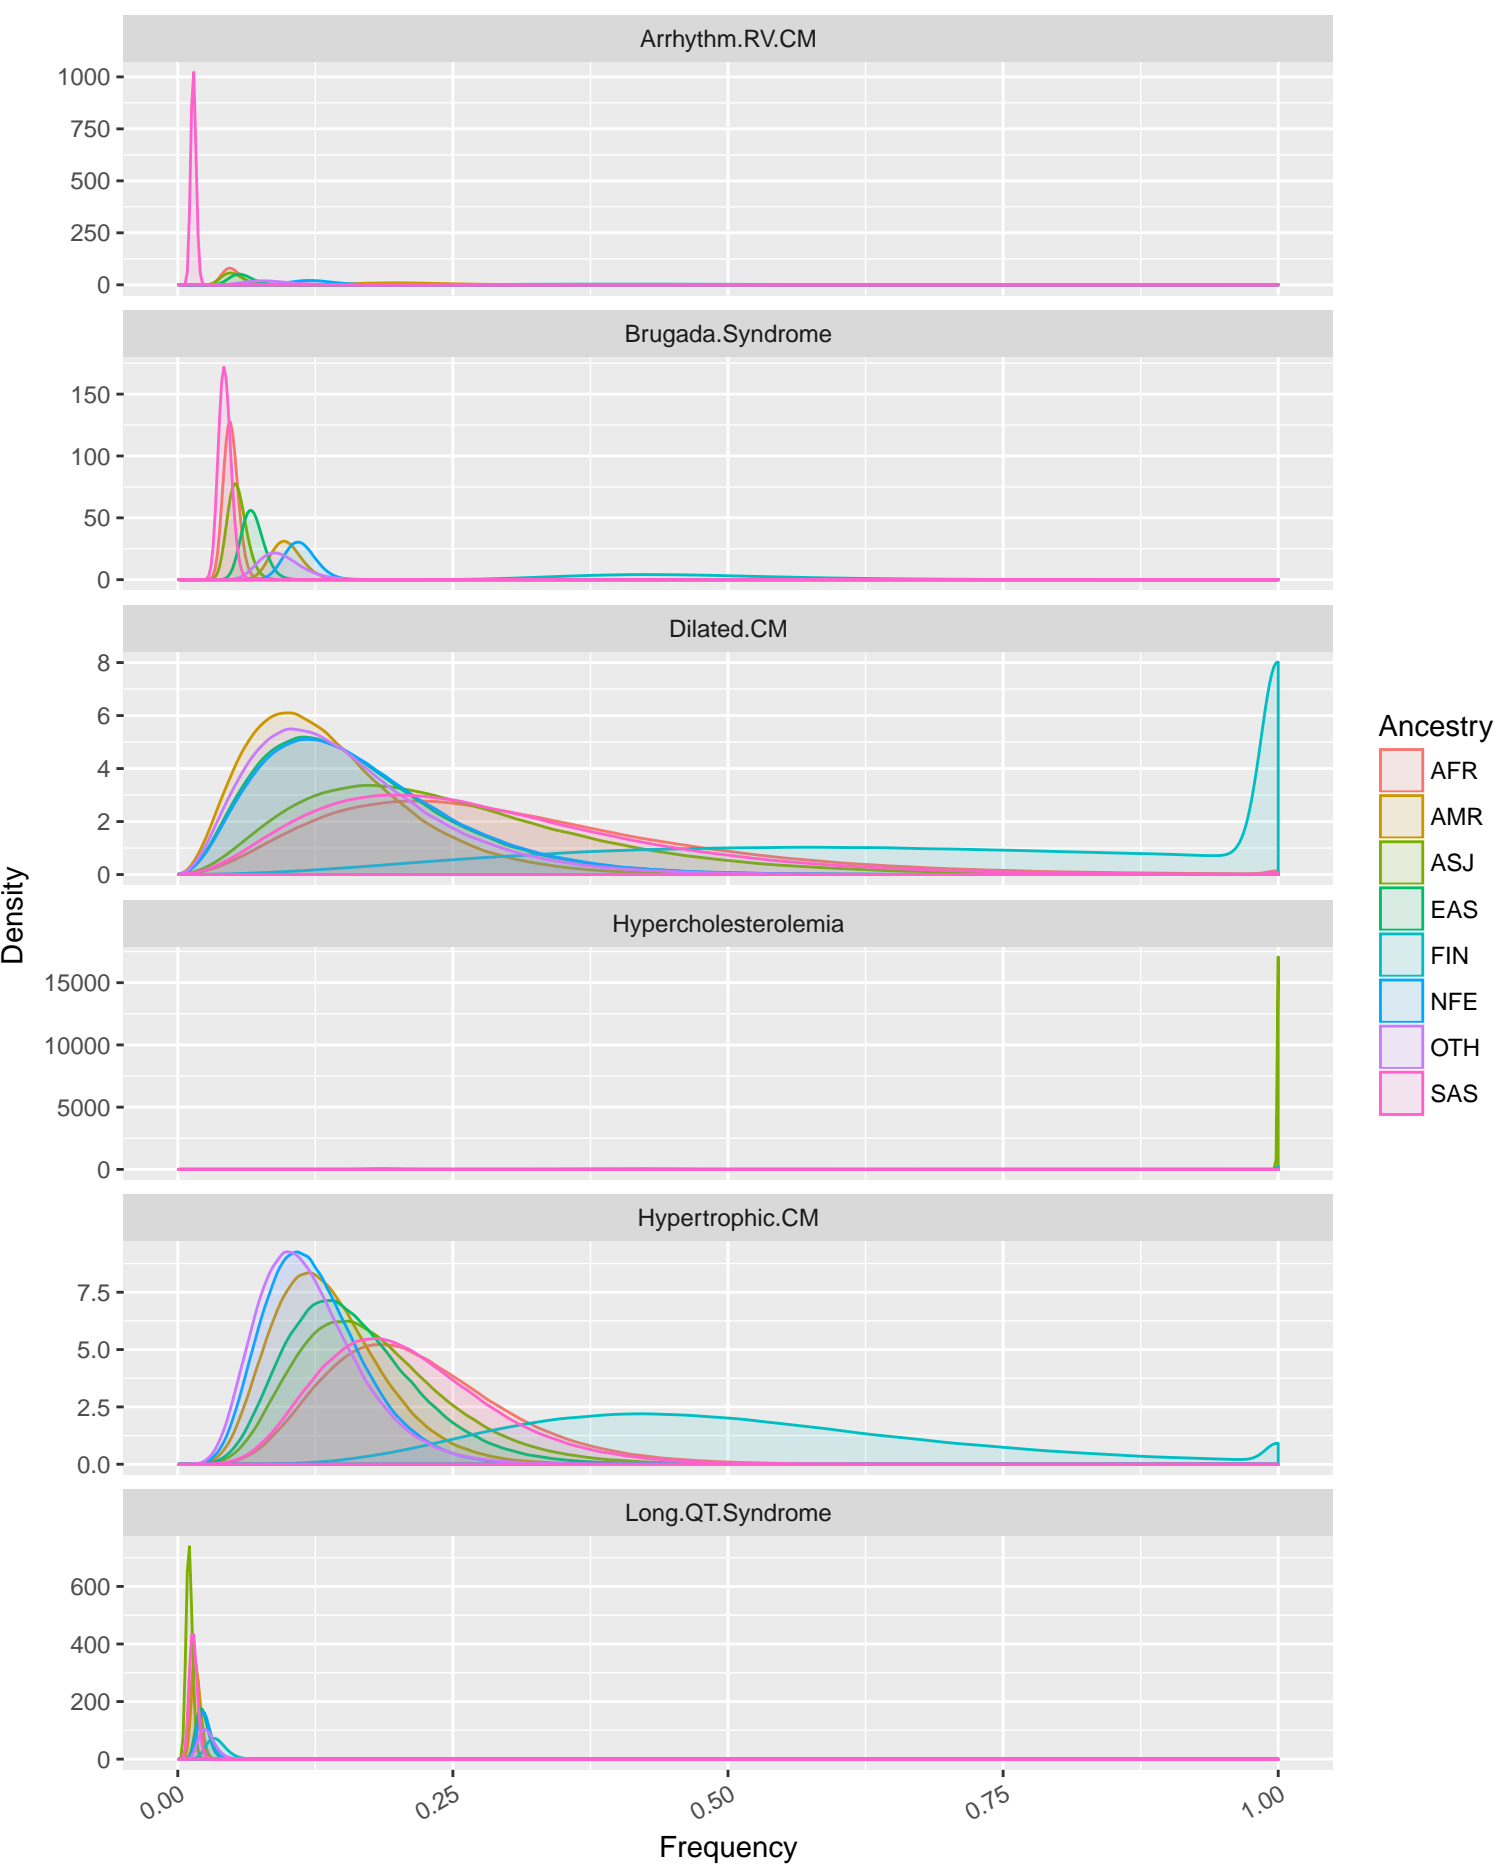 Arrhythm.RV.CM
1000
750
500
250
0
Brugada.Syndrome
150
100
50
0
Dilated.CM
8
6
4
2
0
Hypercholesterolemia
15000
10000
5000
0
Hypertrophic.CM
7.5
5.0
2.5
0.0
Long.QT.Syndrome
600
400
200
0
0.00 0.25 0.50 0.75 1.00
Frequency
Density
Ancestry
AFR
AMR
ASJ
EAS
FIN
NFE
OTH
SAS